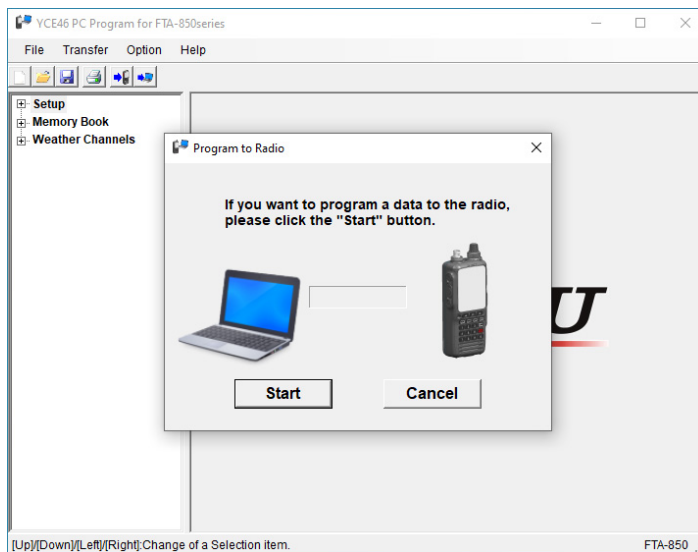 YCE46 PC Program for FTA-850series
File Transfer Option Help
Setup
Memory Book
Weather Channels
Program to Radio
If you want to program a data to the radio,
please click the "Start" button.
U
Start Cancel
[Up]/[Down]/[Left]/[Right]:Change of a Selection item. FTA-850